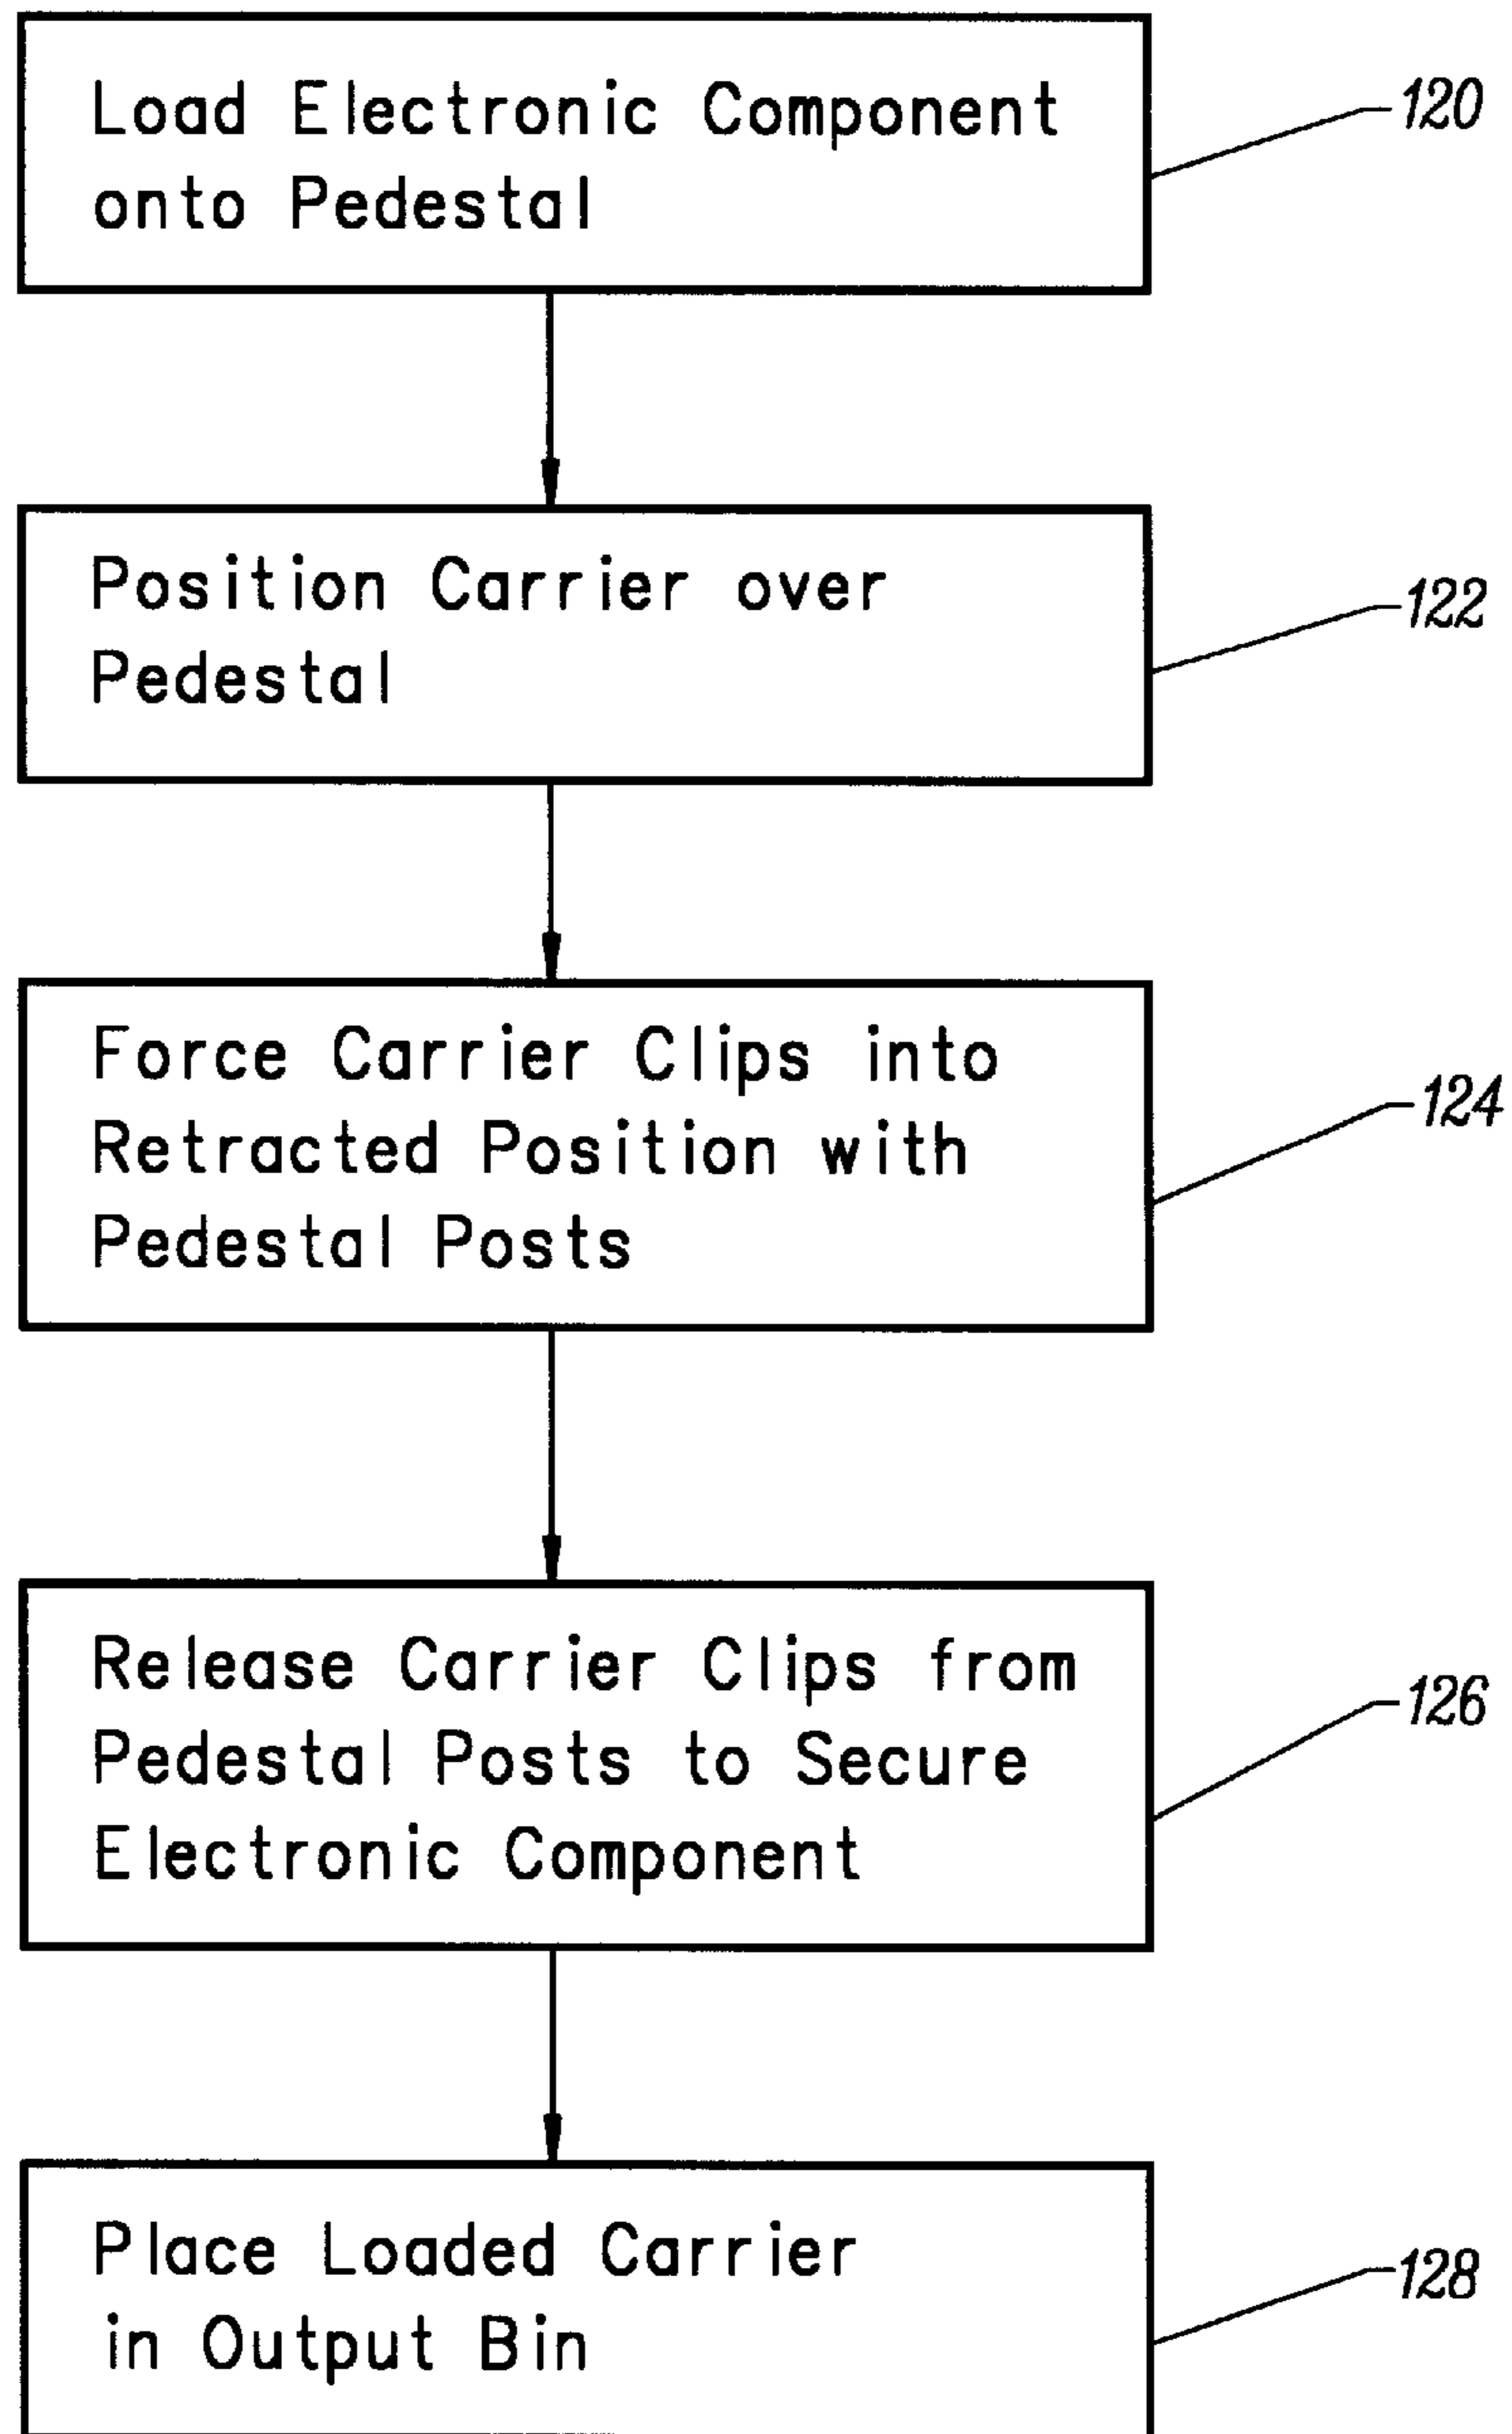 Load Electronic Component
onto Pedestal
120
Position Carrier over
Pedestal
122
Force Carrier Clips into
Retracted Position with
Pedestal Posts
124
Release Carrier Clips from
Pedestal Posts to Secure
Electronic Component
126
Place Loaded Carrier
in Output Bin
128